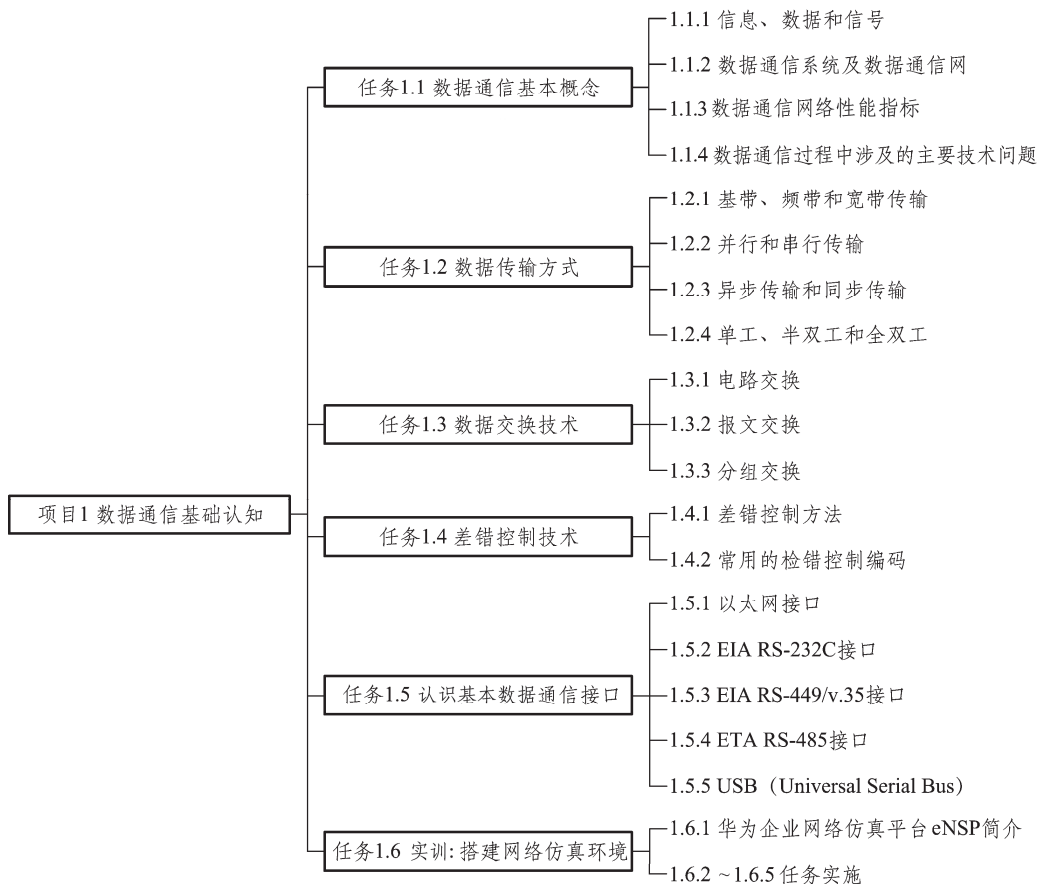 项目1 数据通信基础认知
任务1.1 数据通信基本概念
1.1.1 信息、数据和信号
1.1.2 数据通信系统及数据通信网
1.1.3 数据通信网络性能指标
1.1.4 数据通信过程中涉及的主要技术问题
任务1.2 数据传输方式
1.2.1 基带、频带和宽带传输
1.2.2 并行和串行传输
1.2.3 异步传输和同步传输
1.2.4 单工、半双工和全双工
任务1.3 数据交换技术
1.3.1 电路交换
1.3.2 报文交换
1.3.3 分组交换
任务1.4 差错控制技术
1.4.1 差错控制方法
1.4.2 常用的检错控制编码
任务1.5 认识基本数据通信接口
1.5.1 以太网接口
1.5.2 EIA RS-232C接口
1.5.3 EIA RS-449/v.35接口
1.5.4 ETA RS-485接口
1.5.5 USB（Universal Serial Bus）
任务1.6 实训: 搭建网络仿真环境
1.6.1 华为企业网络仿真平台 eNSP简介
1.6.2 ~1.6.5 任务实施